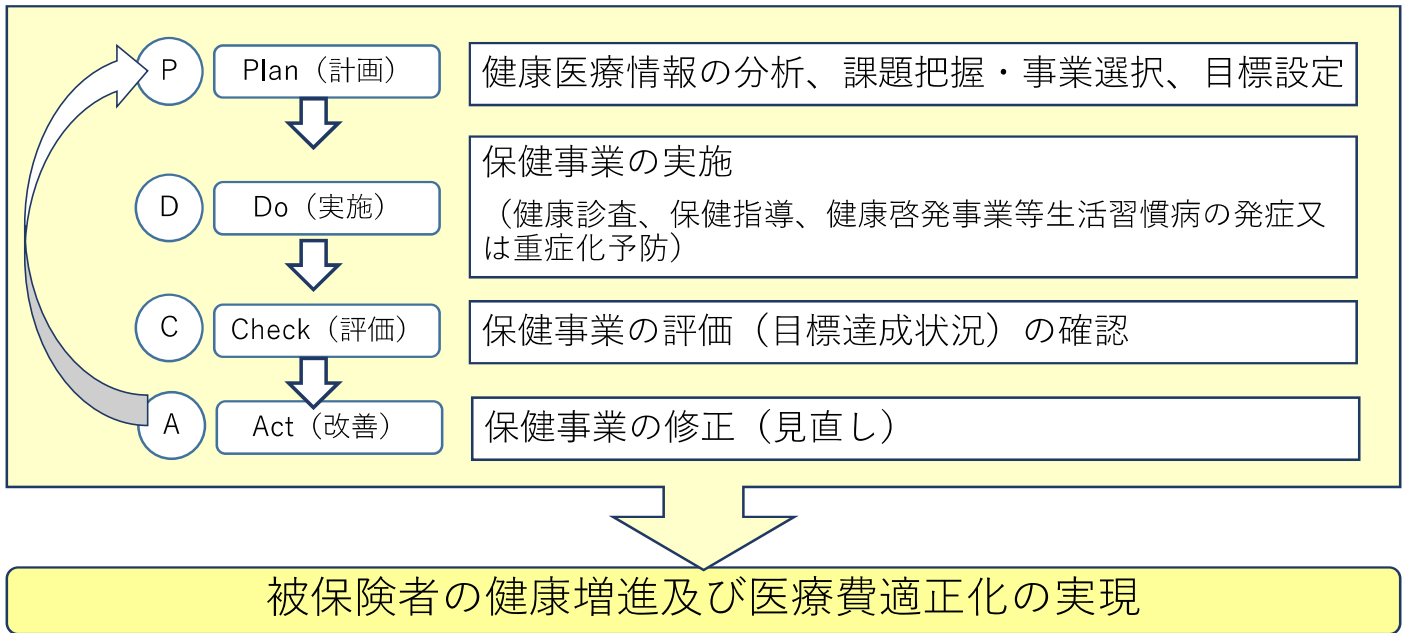 P
Plan（計画）
健康医療情報の分析、課題把握・事業選択、目標設定
D
Do（実施）
保健事業の実施
（健康診査、保健指導、健康啓発事業等生活習慣病の発症又
は重症化予防）
C
Check（評価）
保健事業の評価（目標達成状況）の確認
A
Act（改善）
保健事業の修正（見直し）
被保険者の健康増進及び医療費適正化の実現